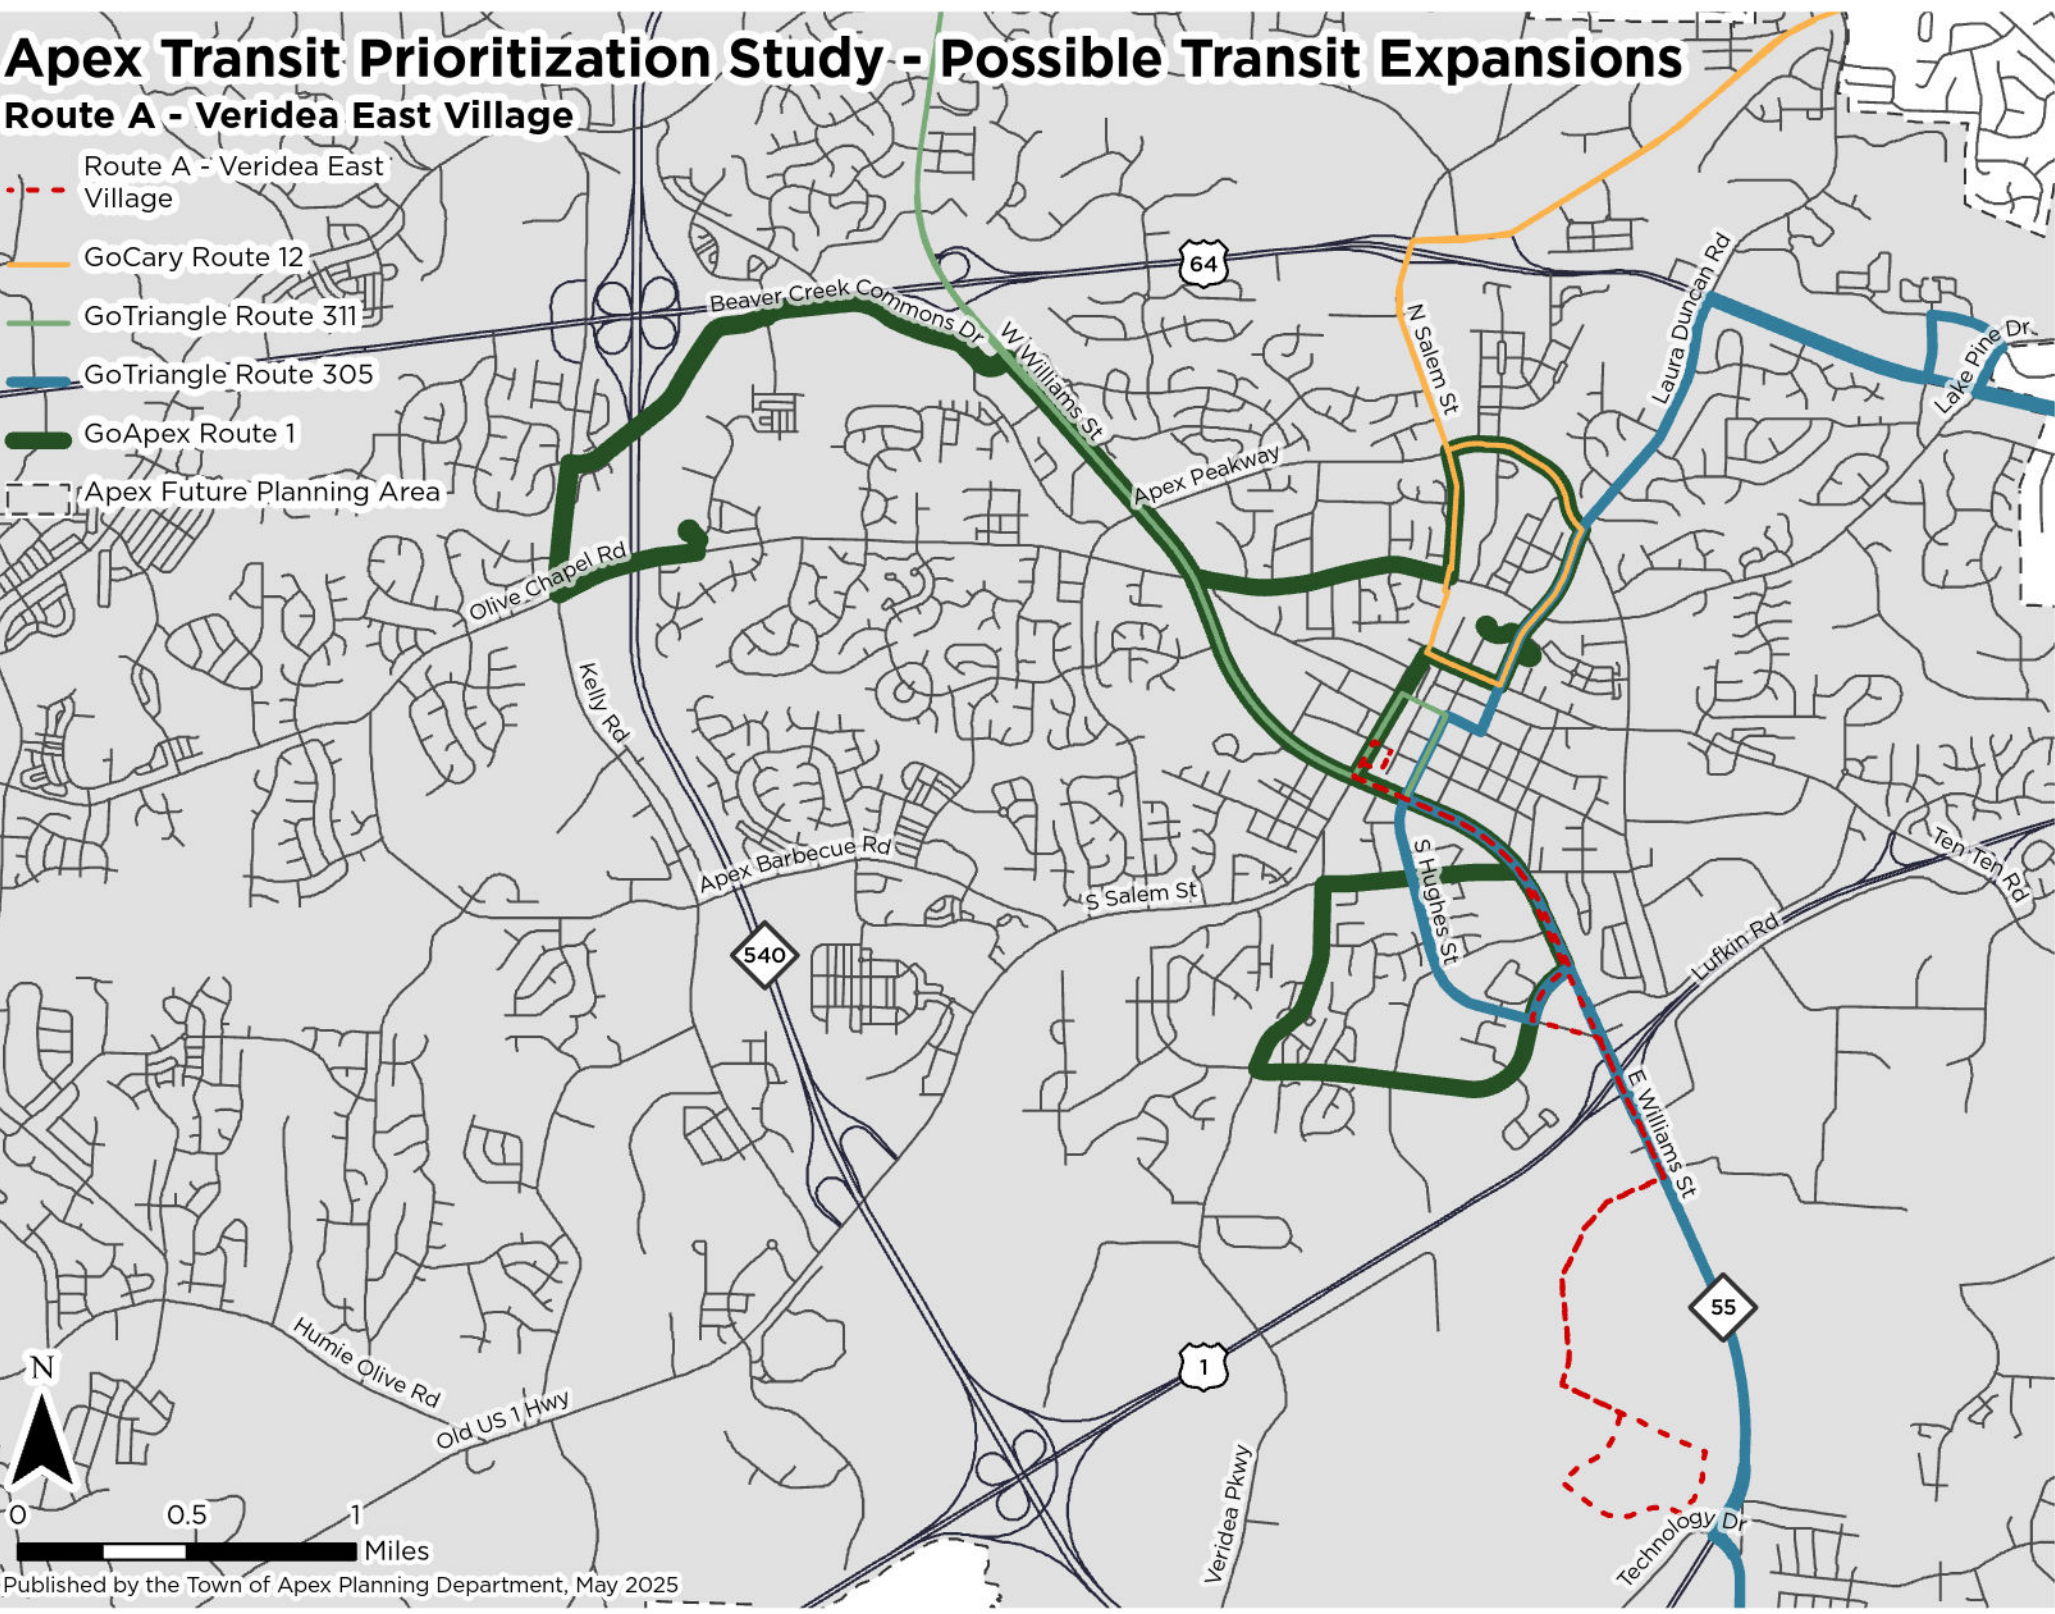 Apex Transit Prioritization Study - Possible Transit Expansions
Route A - Veridea East Village
Route A - Veridea East
Village
GoCary Route 12
GoTriangle Route 311
GoTriangle Route 305
GoApex Route 1
Apex Future Planning Area
64
Beaver Creek Commons Dr
W Williams St
N Salem St
Laura Duncan Rd
Lake Pine Dr
Apex Peakway
Olive Chapel Rd
Kelly Rd
Apex Barbecue Rd
S Salem St
S Hughes St
Ten Ten Rd
Lufkin Rd
540
E Williams St
55
1
Humie Olive Rd
Old US 1 Hwy
Veridea Pkwy
Technology Dr
N
0 0.5 1
Miles
Published by the Town of Apex Planning Department, May 2025